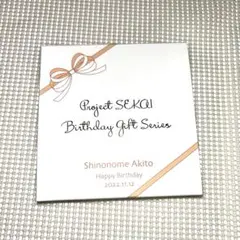 Project SEKAI
Birthday Gift Series
Shinonome Akito
Happy Birthday
2022.11.12